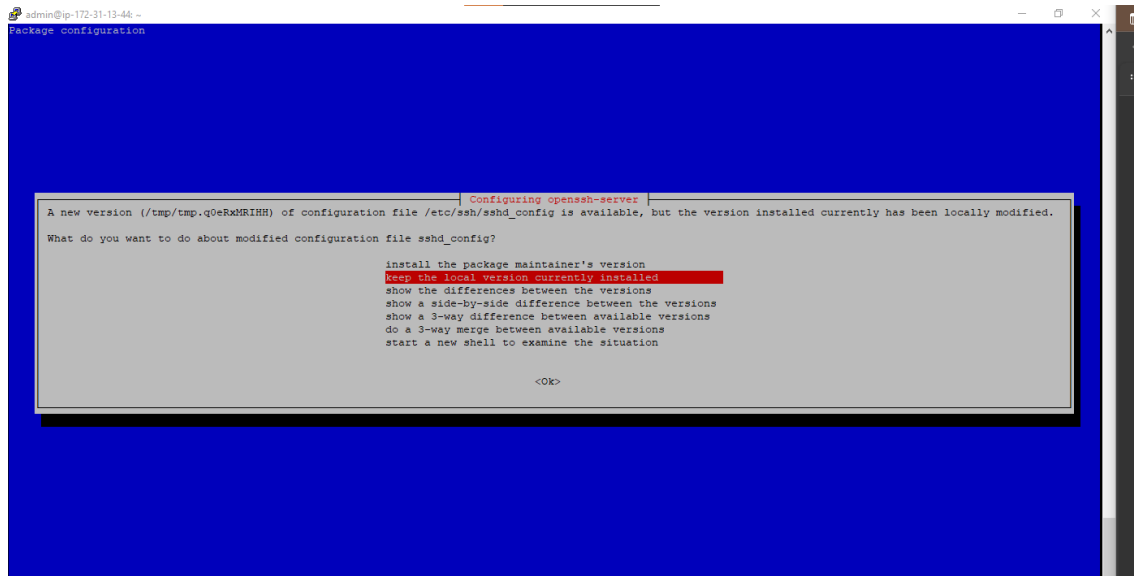 admin@ip-172-31-13-44: ~
Package configuration
Configuring openssh-server
A new version (/tmp/tmp.q0eRxMRIHH) of configuration file /etc/ssh/sshd_config is available, but the version installed currently has been locally modified.
What do you want to do about modified configuration file sshd_config?
install the package maintainer's version
keep the local version currently installed
show the differences between the versions
show a side-by-side difference between the versions
show a 3-way difference between available versions
do a 3-way merge between available versions
start a new shell to examine the situation
<Ok>